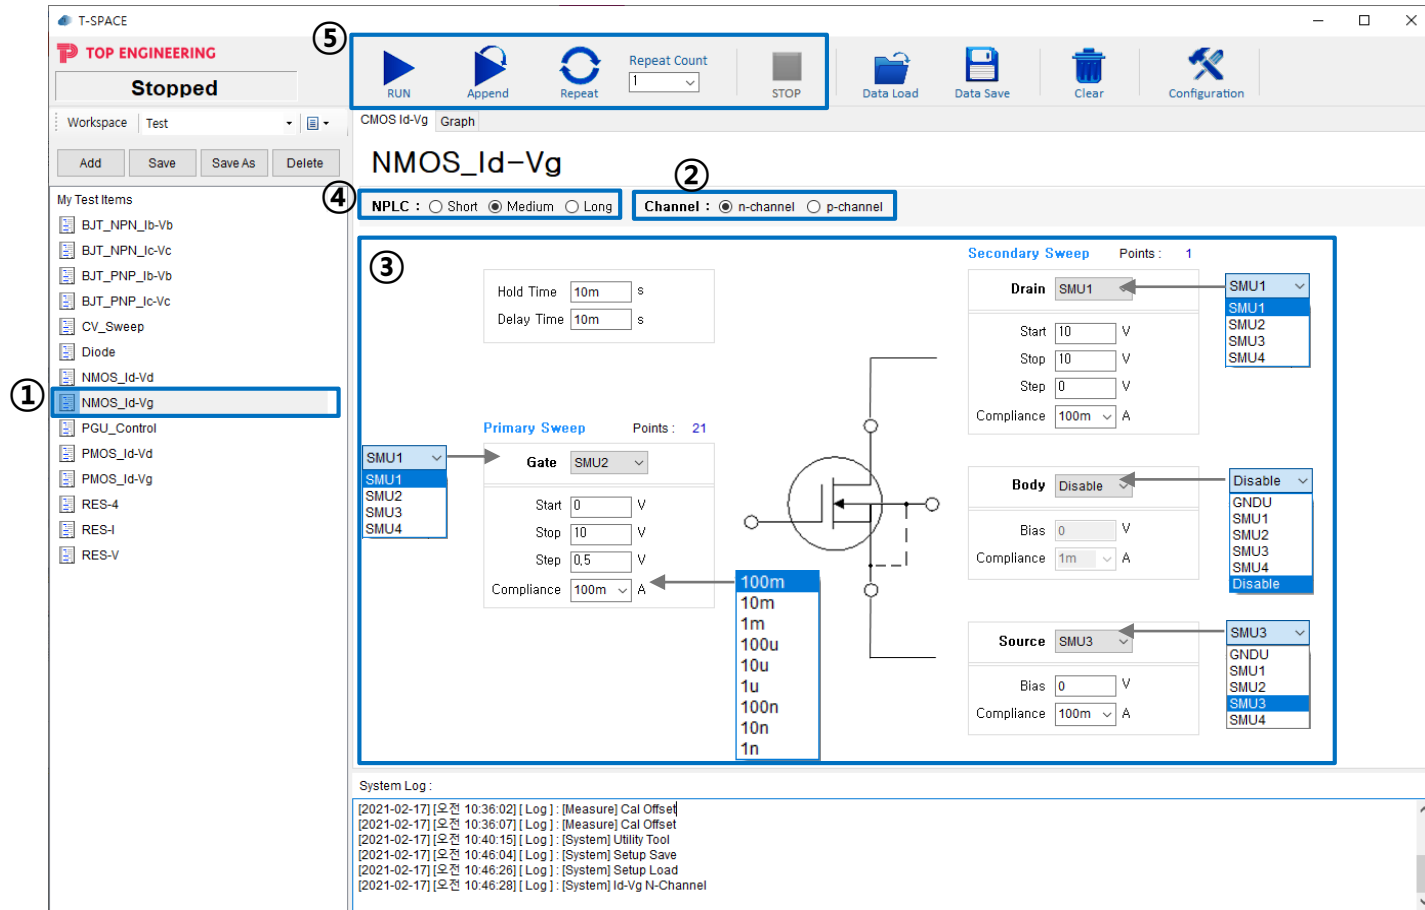 T-SPACE
TOP ENGINEERING
Stopped
⑤
RUN
Append
Repeat
Repeat Count
1
STOP
Data Load
Data Save
Clear
Configuration
Workspace
Test
Add
Save
Save As
Delete
CMOS Id-Vg
Graph
NMOS_Id-Vg
④
NPLC : Short Medium Long
②
Channel : n-channel p-channel
My Test Items
BJT_NPN_Ib-Vb
BJT_NPN_Ic-Vc
BJT_PNP_Ib-Vb
BJT_PNP_Ic-Vc
CV_Sweep
Diode
NMOS_Id-Vd
①
NMOS_Id-Vg
PGU_Control
PMOS_Id-Vd
PMOS_Id-Vg
RES-4
RES-I
RES-V
③
Hold Time 10m s
Delay Time 10m s
Primary Sweep Points : 21
Gate SMU2
Start 0 V
Stop 10 V
Step 0,5 V
Compliance 100m A
SMU1
SMU1
SMU2
SMU3
SMU4
100m
10m
1m
100u
10u
1u
100n
10n
1n
Secondary Sweep Points : 1
Drain SMU1
Start 10 V
Stop 10 V
Step 0 V
Compliance 100m A
SMU1
SMU1
SMU2
SMU3
SMU4
Body Disable
Bias 0 V
Compliance 1m A
Disable
GNDU
SMU1
SMU2
SMU3
SMU4
Disable
Source SMU3
Bias 0 V
Compliance 100m A
SMU3
GNDU
SMU1
SMU2
SMU3
SMU4
System Log :
[2021-02-17] [오전 10:36:02] [ Log ] : [Measure] Cal Offset
[2021-02-17] [오전 10:36:07] [ Log ] : [Measure] Cal Offset
[2021-02-17] [오전 10:40:15] [ Log ] : [System] Utility Tool
[2021-02-17] [오전 10:46:04] [ Log ] : [System] Setup Save
[2021-02-17] [오전 10:46:26] [ Log ] : [System] Setup Load
[2021-02-17] [오전 10:46:28] [ Log ] : [System] Id-Vg N-Channel